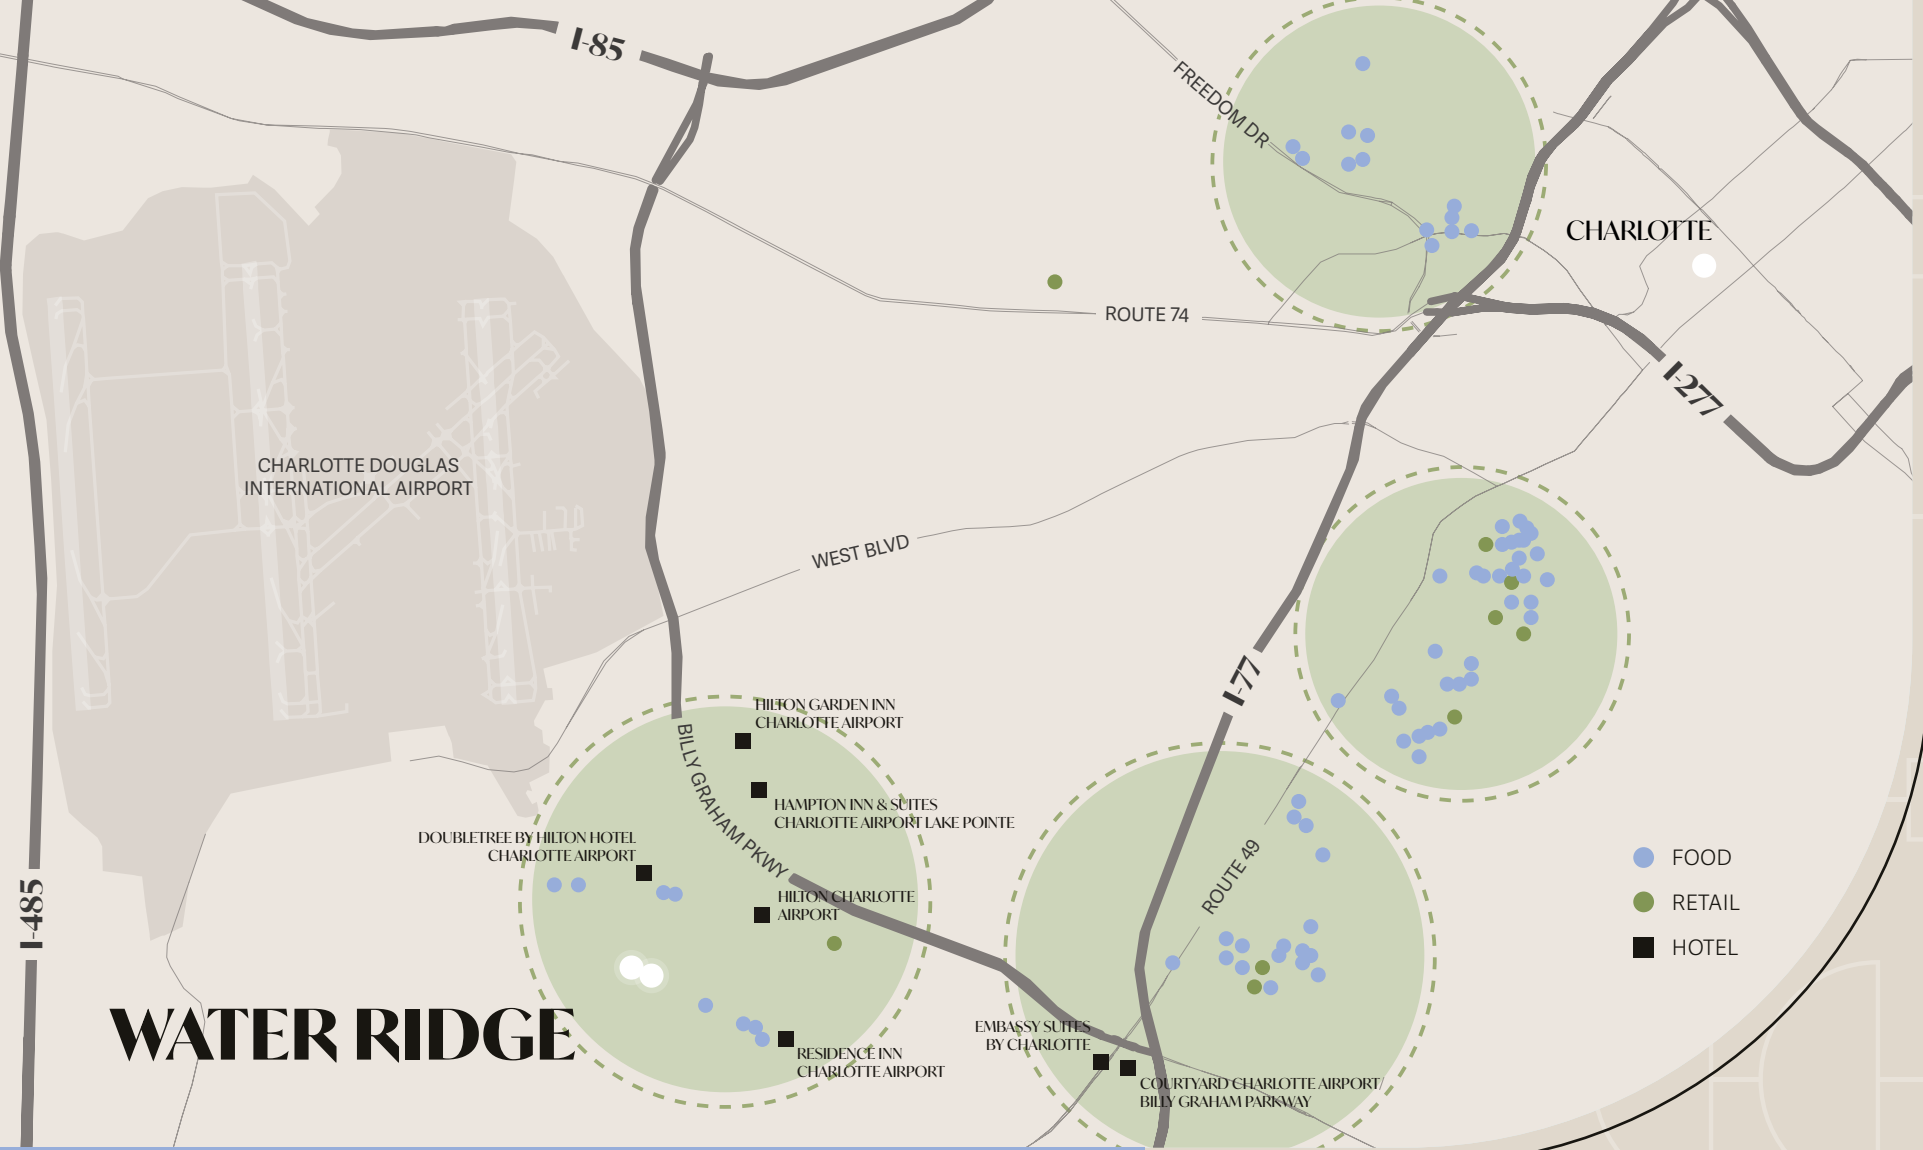 I-85
FREEDOM DR
CHARLOTTE
ROUTE 74
I-277
CHARLOTTE DOUGLAS
INTERNATIONAL AIRPORT
WEST BLVD
I-77
HILTON GARDEN INN
CHARLOTTE AIRPORT
BILLY GRAHAM PKWY
HAMPTON INN & SUITES
CHARLOTTE AIRPORT LAKE POINTE
DOUBLETREE BY HILTON HOTEL
CHARLOTTE AIRPORT
ROUTE 49
FOOD
RETAIL
HOTEL
I-485
HILTON CHARLOTTE
AIRPORT
WATER RIDGE
EMBASSY SUITES
BY CHARLOTTE
RESIDENCE INN
CHARLOTTE AIRPORT
COURTYARD CHARLOTTE AIRPORT/
BILLY GRAHAM PARKWAY